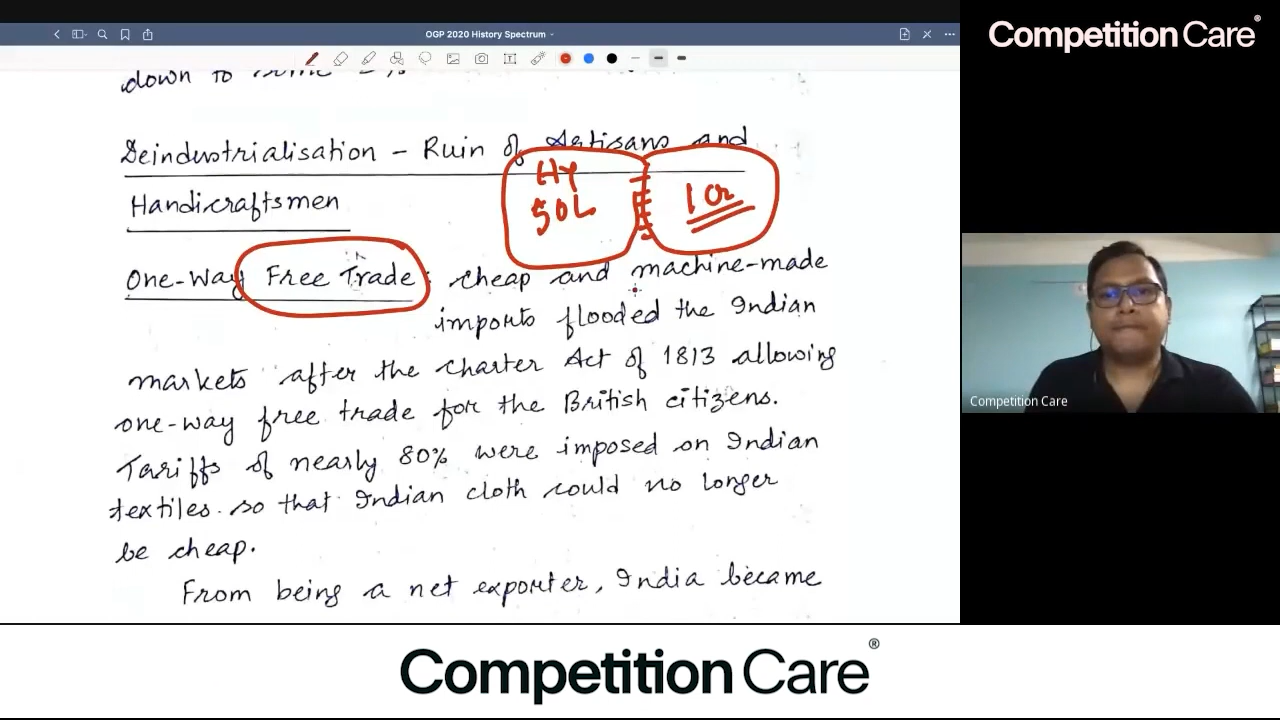 OGP 2020 History Spectrum
Competition Care®
down to some
Deindustrialisation - Ruin of Artisans and
Handicraftsmen
HY
50L
1 Cr
One-Way Free Trade : cheap and machine-made
imports flooded the Indian
markets after the Charter Act of 1813 allowing
one-way free trade for the British citizens.
Tariffs of nearly 80% were imposed on Indian
textiles so that Indian cloth could no longer
be cheap.
From being a net exporter, India became
Competition Care
Competition Care®